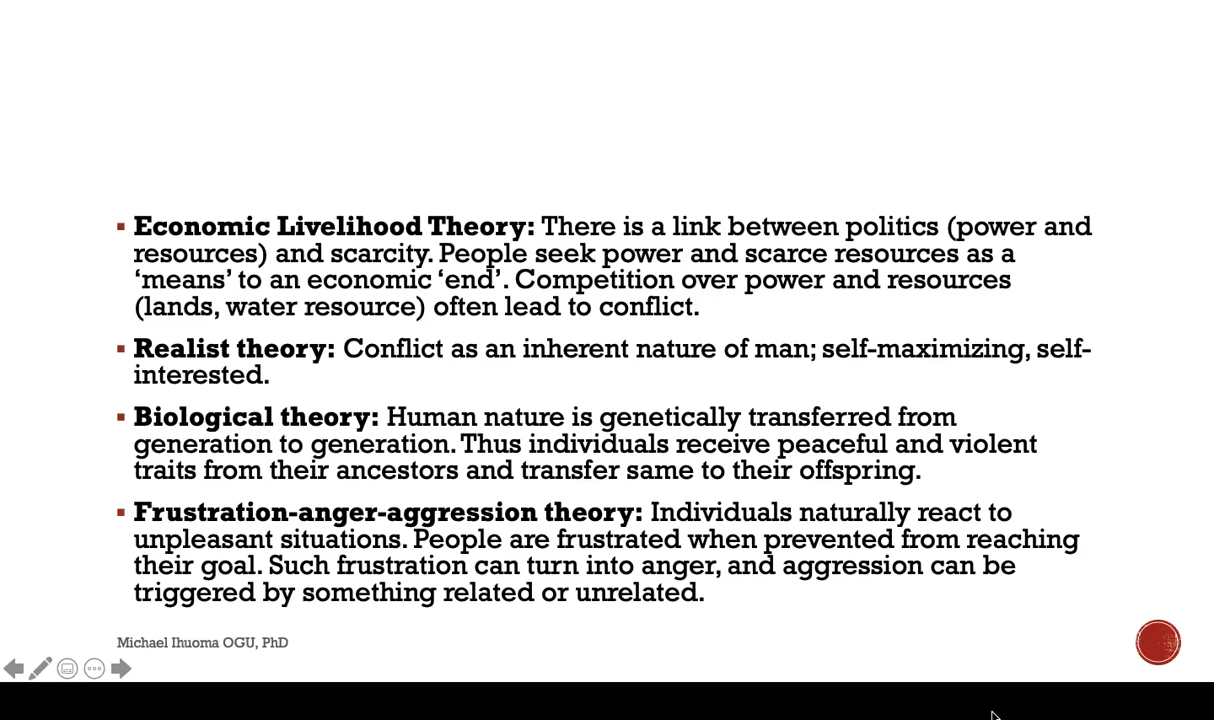 ▪ Economic Livelihood Theory: There is a link between politics (power and
resources) and scarcity. People seek power and scarce resources as a
‘means’ to an economic ‘end’. Competition over power and resources
(lands, water resource) often lead to conflict.
▪ Realist theory: Conflict as an inherent nature of man; self-maximizing, self-
interested.
▪ Biological theory: Human nature is genetically transferred from
generation to generation. Thus individuals receive peaceful and violent
traits from their ancestors and transfer same to their offspring.
▪ Frustration-anger-aggression theory: Individuals naturally react to
unpleasant situations. People are frustrated when prevented from reaching
their goal. Such frustration can turn into anger, and aggression can be
triggered by something related or unrelated.
Michael Ihuoma OGU, PhD